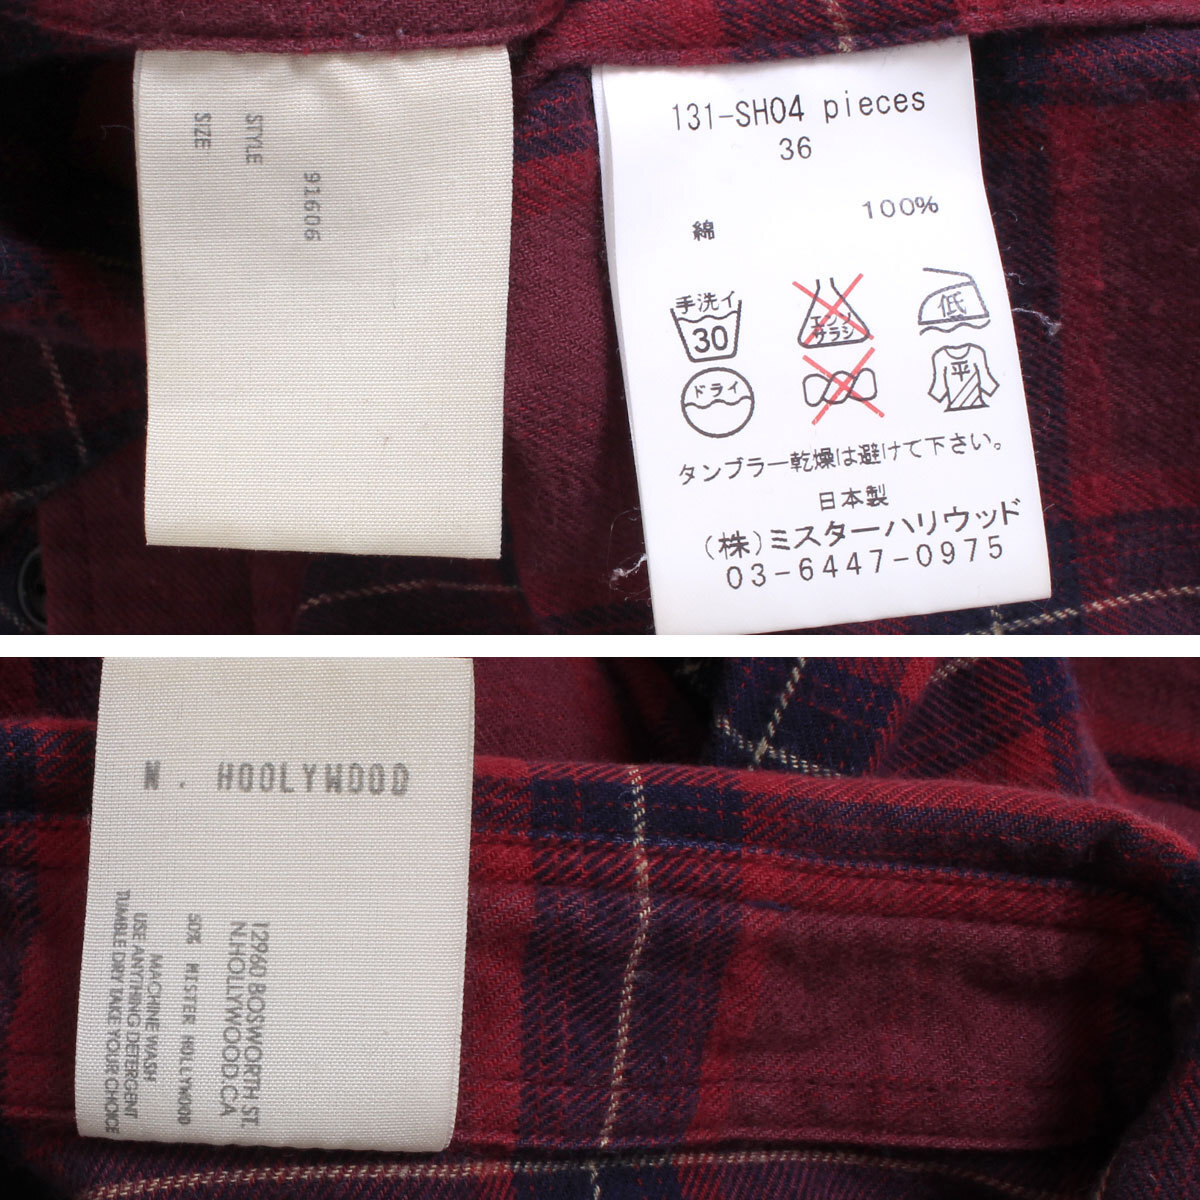 STYLE
91606
SIZE
131-SH04 pieces
36
綿 100%
手洗イ
30
エンソ
サラシ
低
ドライ
平
タンブラー乾燥は避けて下さい。
日本製
(株)ミスターハリウッド
03-6447-0975
N. HOOLYWOOD
12960 BOSWORTH ST.
N.HOLLYWOOD.CA
50% MISTER HOLLYWOOD
MACHINE WASH
USE ANYTHING DETERGENT
TUMBLE DRY TAKE YOUR CHOICE